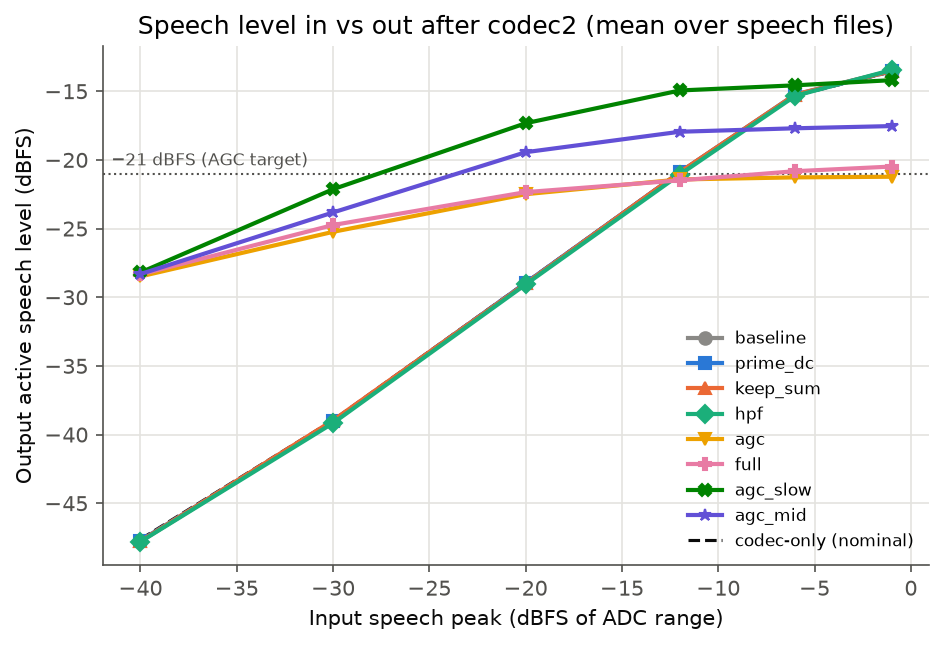 Speech level in vs out after codec2 (mean over speech files)
Output active speech level (dBFS)
−15
−20
−25
−30
−35
−40
−45
−21 dBFS (AGC target)
baseline
prime_dc
keep_sum
hpf
agc
full
agc_slow
agc_mid
codec-only (nominal)
−40 −35 −30 −25 −20 −15 −10 −5 0
Input speech peak (dBFS of ADC range)